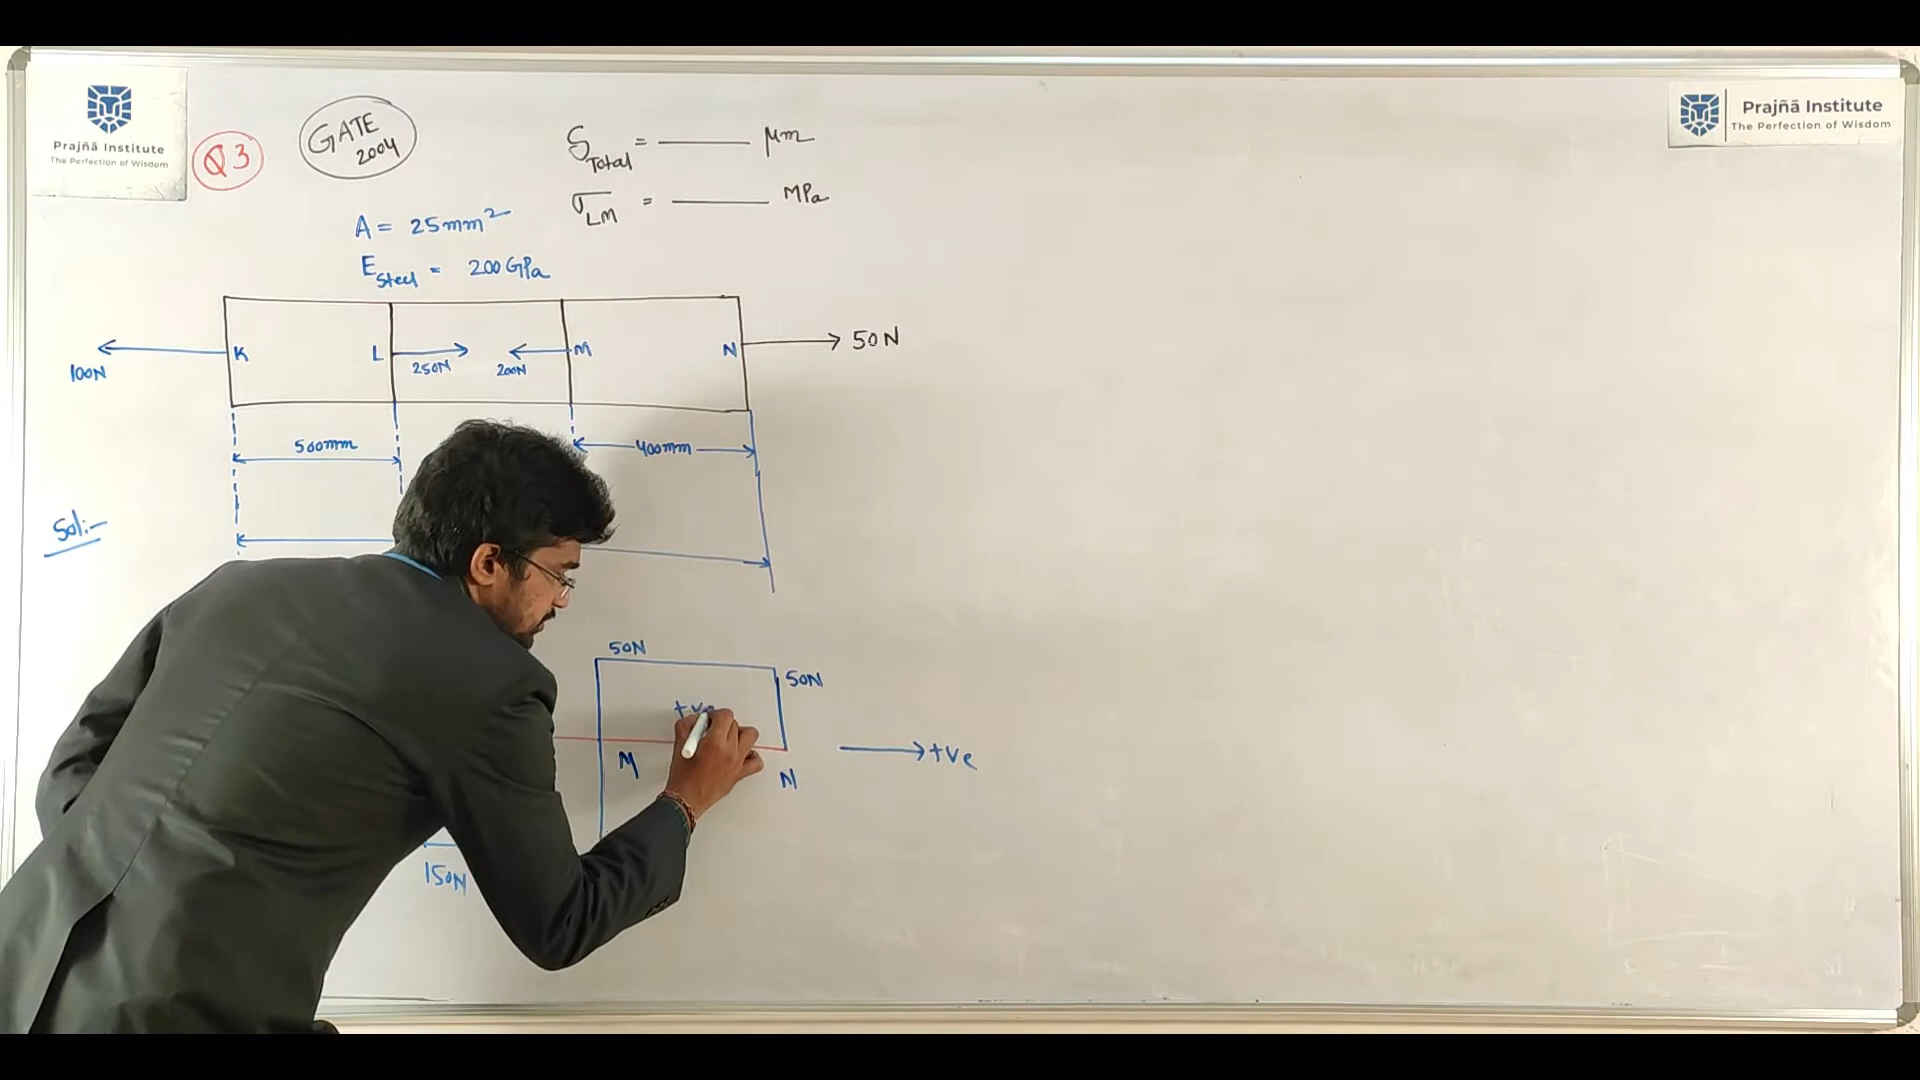 Prajñā Institute
The Perfection of Wisdom
Q3
GATE
2004
δTotal = ______ μm
σLM = ______ MPa
Prajñā Institute
The Perfection of Wisdom
A = 25mm²
ESteel = 200 GPa
100N
K
L
250N
200N
M
N
50N
500mm
400mm
Sol:-
50N
50N
+ve
M
N
+ve
150N